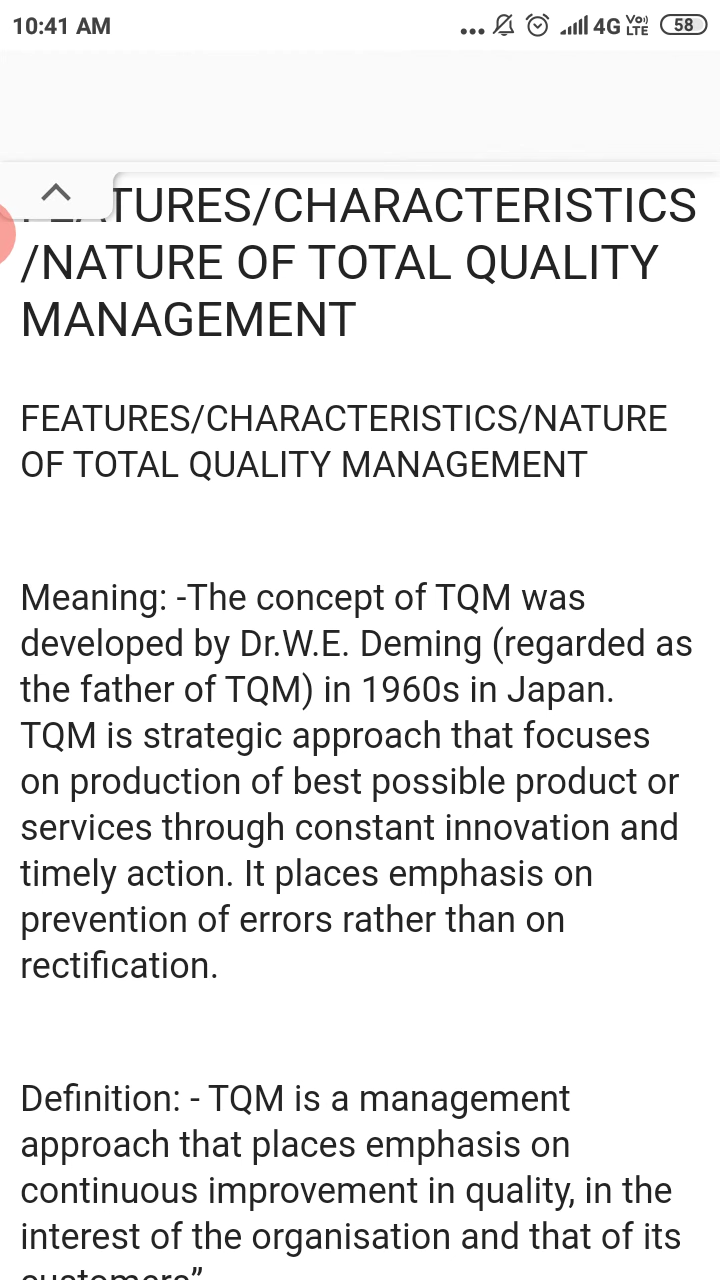 10:41 AM
... 4G Vo)) LTE 58
FEATURES/CHARACTERISTICS
/NATURE OF TOTAL QUALITY
MANAGEMENT
FEATURES/CHARACTERISTICS/NATURE
OF TOTAL QUALITY MANAGEMENT
Meaning: -The concept of TQM was
developed by Dr.W.E. Deming (regarded as
the father of TQM) in 1960s in Japan.
TQM is strategic approach that focuses
on production of best possible product or
services through constant innovation and
timely action. It places emphasis on
prevention of errors rather than on
rectification.
Definition: - TQM is a management
approach that places emphasis on
continuous improvement in quality, in the
interest of the organisation and that of its
customers”